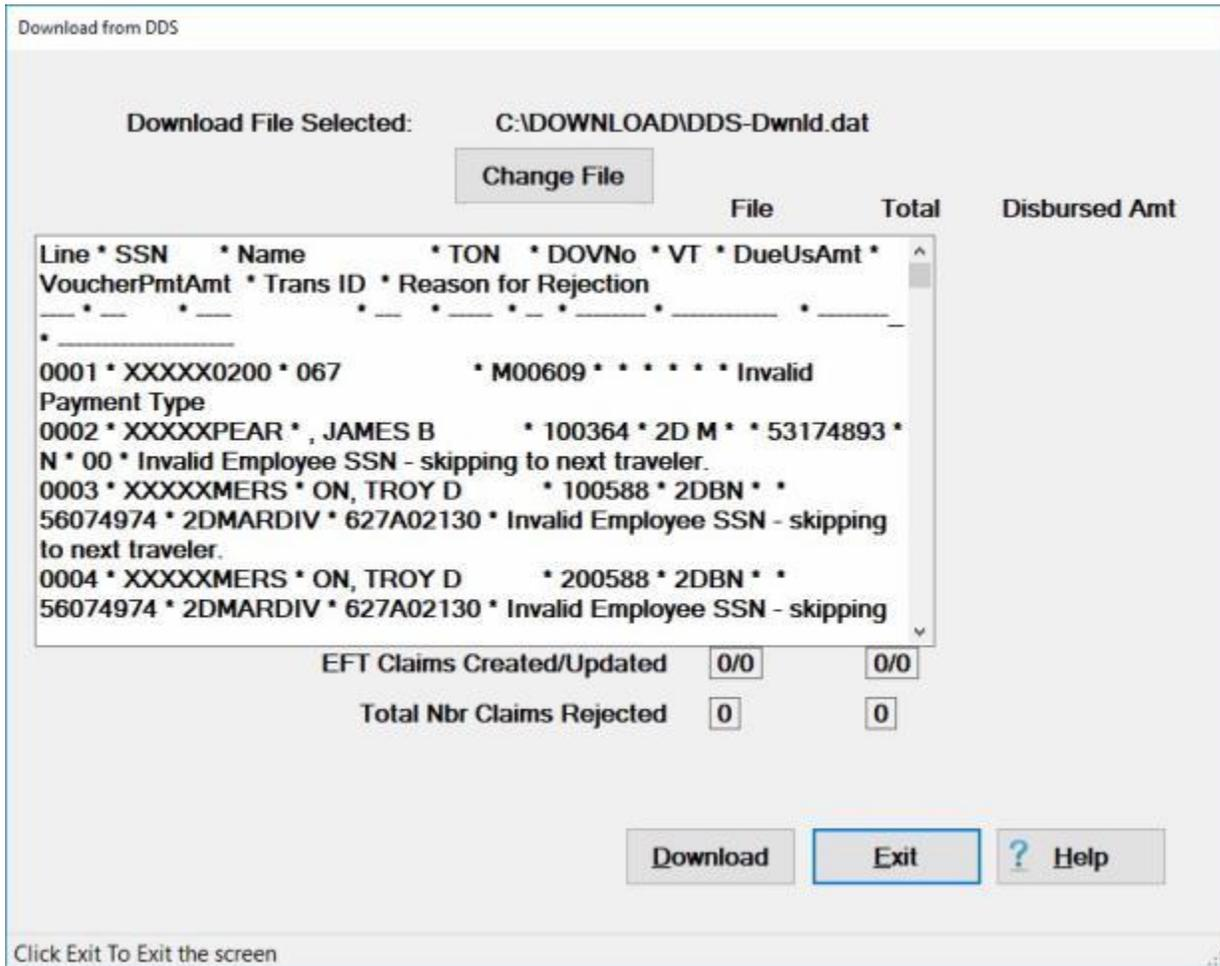 Download from DDS
Download File Selected: C:\DOWNLOAD\DDS-Dwnld.dat
Change File
File Total Disbursed Amt
Line * SSN * Name * TON * DOVNo * VT * DueUsAmt *
VoucherPmtAmt * Trans ID * Reason for Rejection
---- * --- * ---- * --- * ----- * -- * -------- * ------------- * --------_
* --------------------
0001 * XXXXX0200 * 067 * M00609 * * * * * * Invalid
Payment Type
0002 * XXXXXPEAR * , JAMES B * 100364 * 2D M * * 53174893 *
N * 00 * Invalid Employee SSN - skipping to next traveler.
0003 * XXXXXMERS * ON, TROY D * 100588 * 2DBN * *
56074974 * 2DMARDIV * 627A02130 * Invalid Employee SSN - skipping
to next traveler.
0004 * XXXXXMERS * ON, TROY D * 200588 * 2DBN * *
56074974 * 2DMARDIV * 627A02130 * Invalid Employee SSN - skipping
EFT Claims Created/Updated 0/0 0/0
Total Nbr Claims Rejected 0 0
Download Exit ? Help
Click Exit To Exit the screen